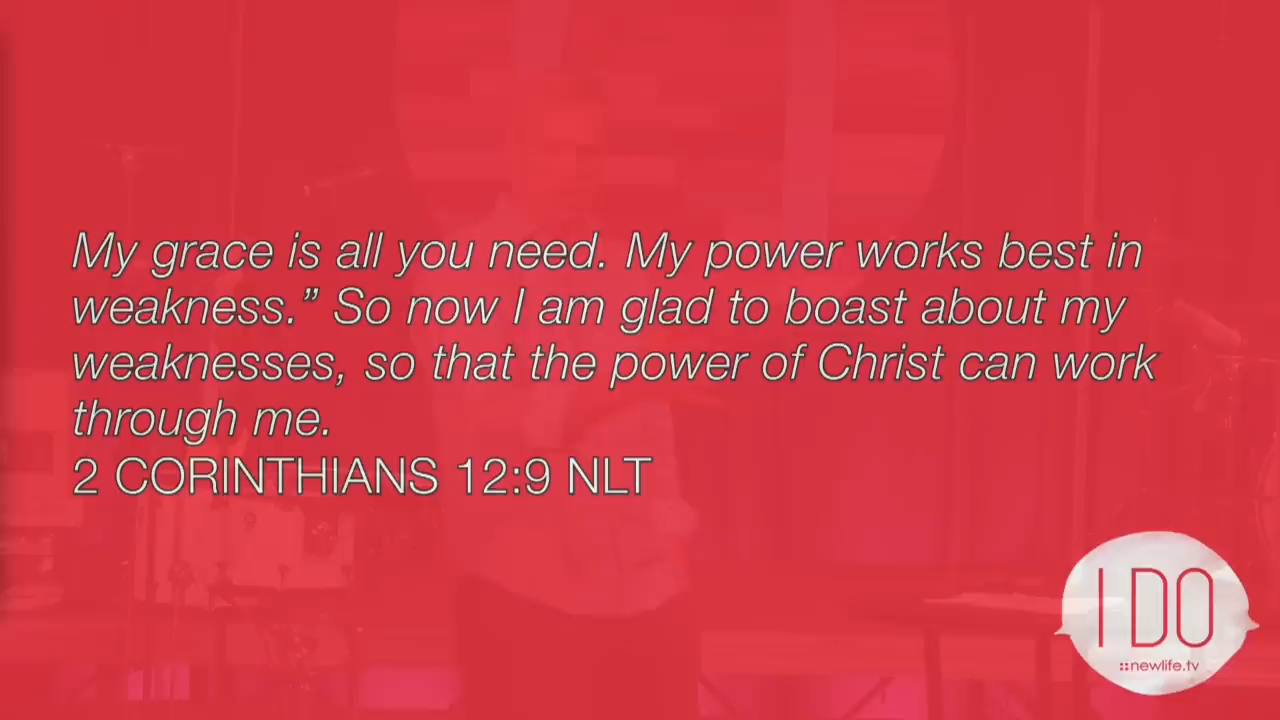 My grace is all you need. My power works best in
weakness.” So now I am glad to boast about my
weaknesses, so that the power of Christ can work
through me.
2 CORINTHIANS 12:9 NLT
I DO
::newlife.tv